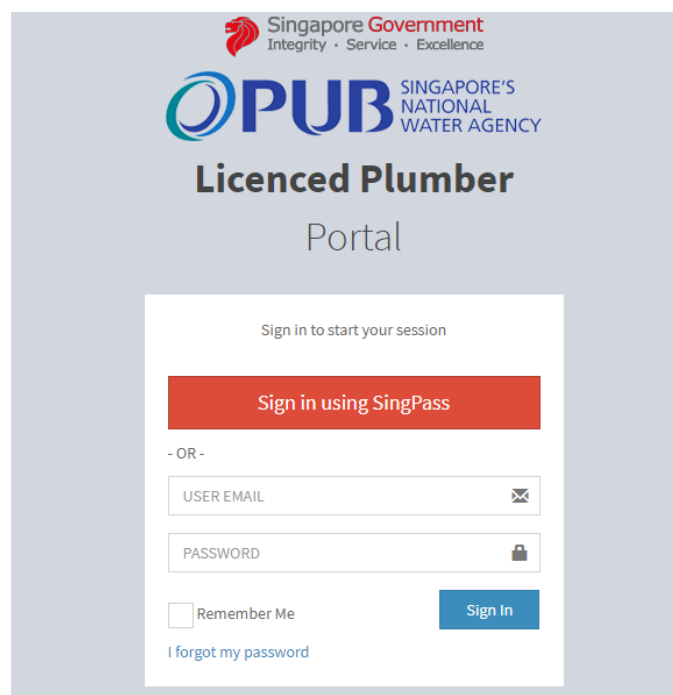 Singapore Government
Integrity · Service · Excellence
PUB
SINGAPORE'S
NATIONAL
WATER AGENCY
Licenced Plumber
Portal
Sign in to start your session
Sign in using SingPass
- OR -
USER EMAIL
PASSWORD
Remember Me
Sign In
I forgot my password